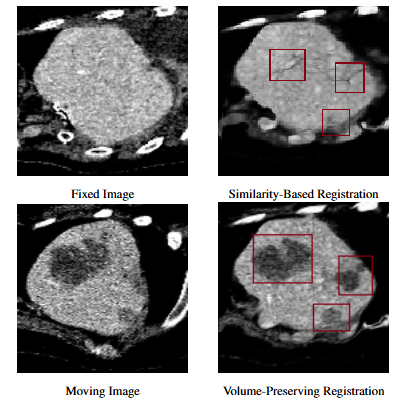 Fixed Image
Similarity-Based Registration
Moving Image
Volume-Preserving Registration